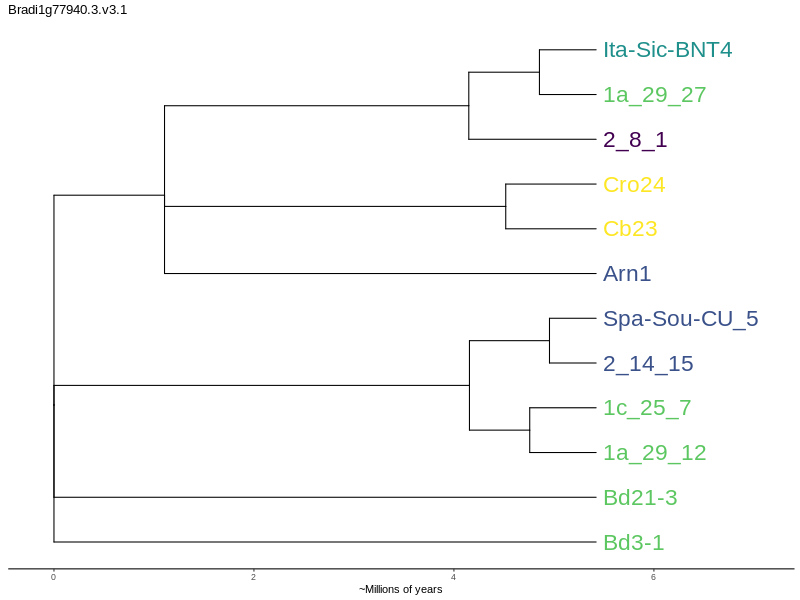 Bradi1g77940.3.v3.1
Ita-Sic-BNT4
1a_29_27
2_8_1
Cro24
Cb23
Arn1
Spa-Sou-CU_5
2_14_15
1c_25_7
1a_29_12
Bd21-3
Bd3-1
0 2 4 6
~Millions of years